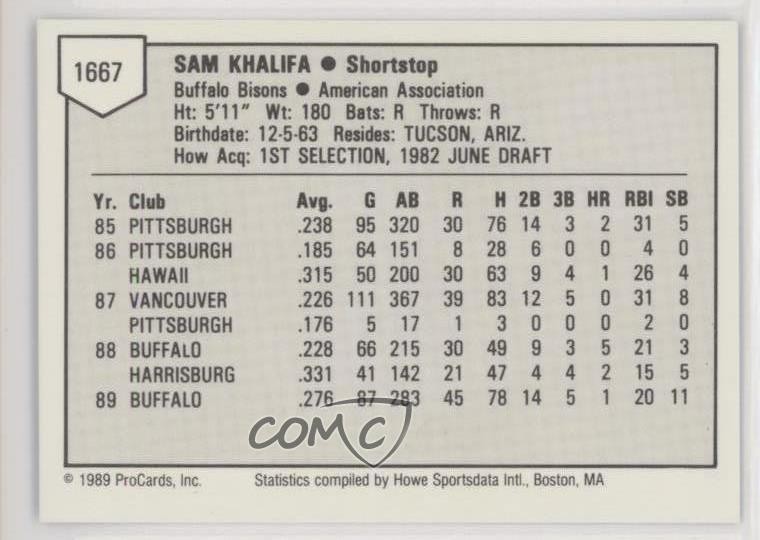 1667
SAM KHALIFA ● Shortstop
Buffalo Bisons ● American Association
Ht: 5'11" Wt: 180 Bats: R Throws: R
Birthdate: 12-5-63 Resides: TUCSON, ARIZ.
How Acq: 1ST SELECTION, 1982 JUNE DRAFT
Yr. Club Avg. G AB R H 2B 3B HR RBI SB
85 PITTSBURGH .238 95 320 30 76 14 3 2 31 5
86 PITTSBURGH .185 64 151 8 28 6 0 0 4 0
HAWAII .315 50 200 30 63 9 4 1 26 4
87 VANCOUVER .226 111 367 39 83 12 5 0 31 8
PITTSBURGH .176 5 17 1 3 0 0 0 2 0
88 BUFFALO .228 66 215 30 49 9 3 5 21 3
HARRISBURG .331 41 142 21 47 4 4 2 15 5
89 BUFFALO .276 87 283 45 78 14 5 1 20 11
COMC
© 1989 ProCards, Inc. Statistics compiled by Howe Sportsdata Intl., Boston, MA